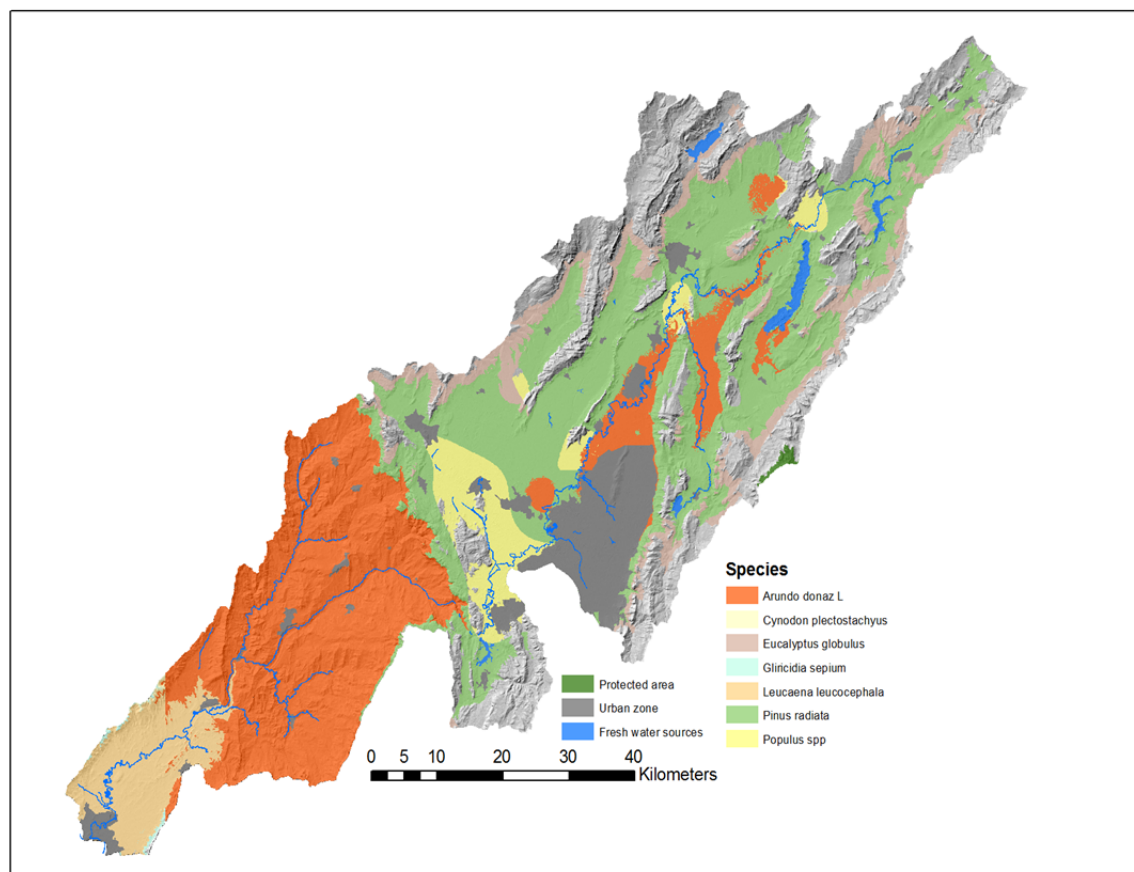 Species
Arundo donaz L
Cynodon plectostachyus
Eucalyptus globulus
Gliricidia sepium
Leucaena leucocephala
Pinus radiata
Populus spp
Protected area
Urban zone
Fresh water sources
0 5 10 20 30 40
Kilometers